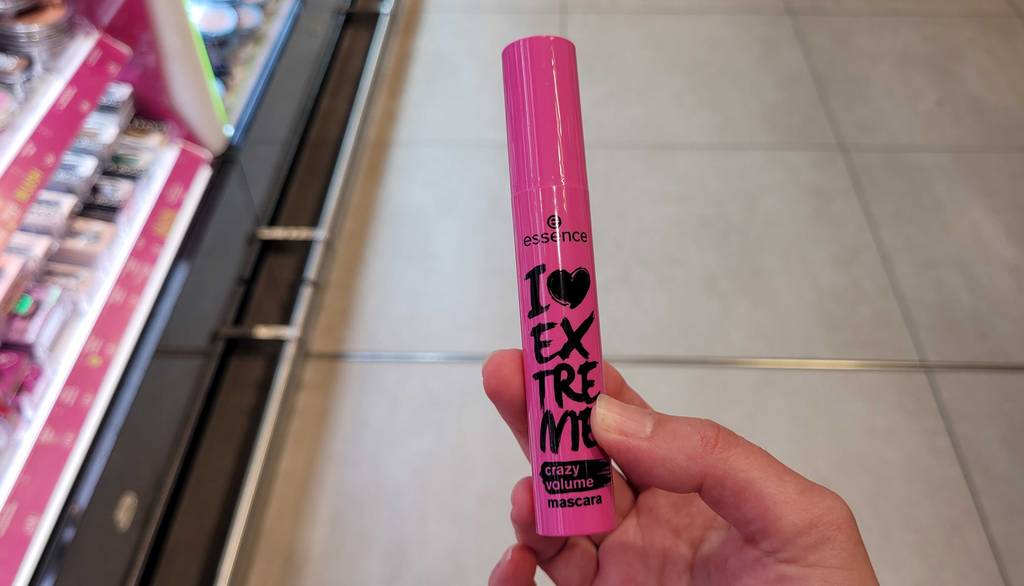 essence
I ♥
EX
TRE
ME
crazy
volume
mascara